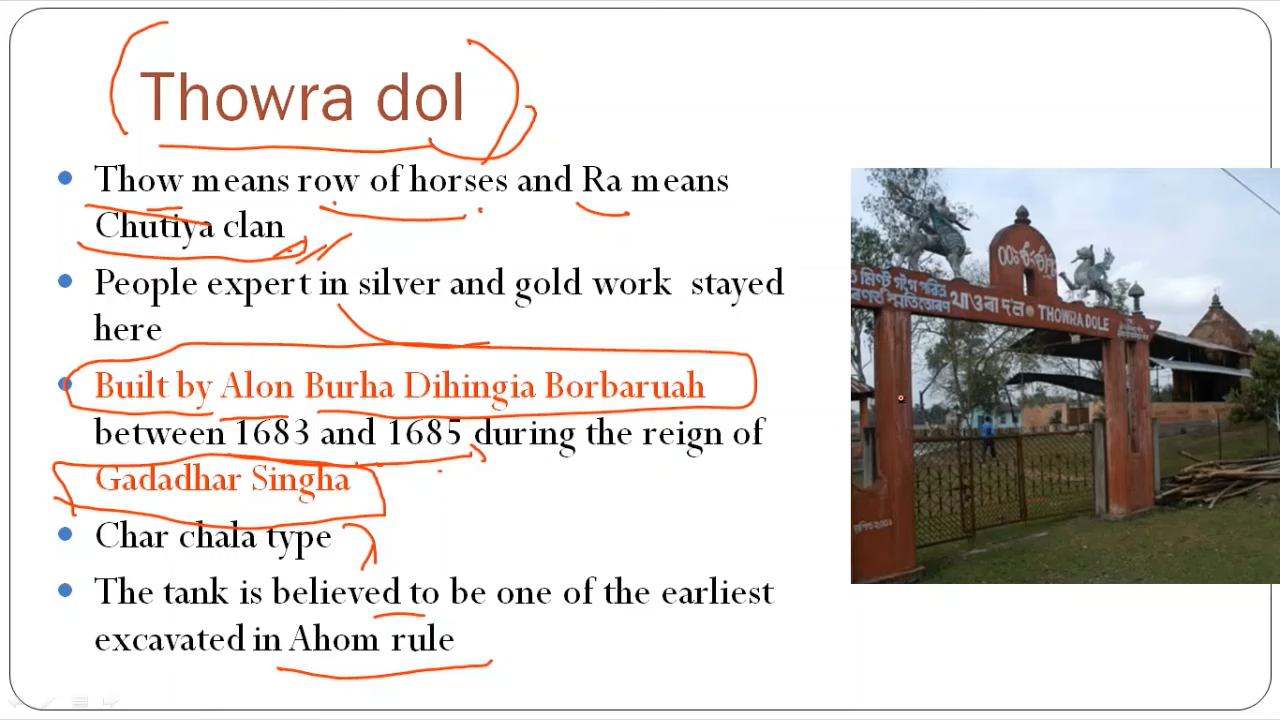 Thowra dol
Thow means row of horses and Ra means
Chutiya clan
People expert in silver and gold work stayed
here
Built by Alon Burha Dihingia Borbaruah
between 1683 and 1685 during the reign of
Gadadhar Singha
Char chala type
The tank is believed to be one of the earliest
excavated in Ahom rule
থাওৰা দ'ল THOWRA DOLE